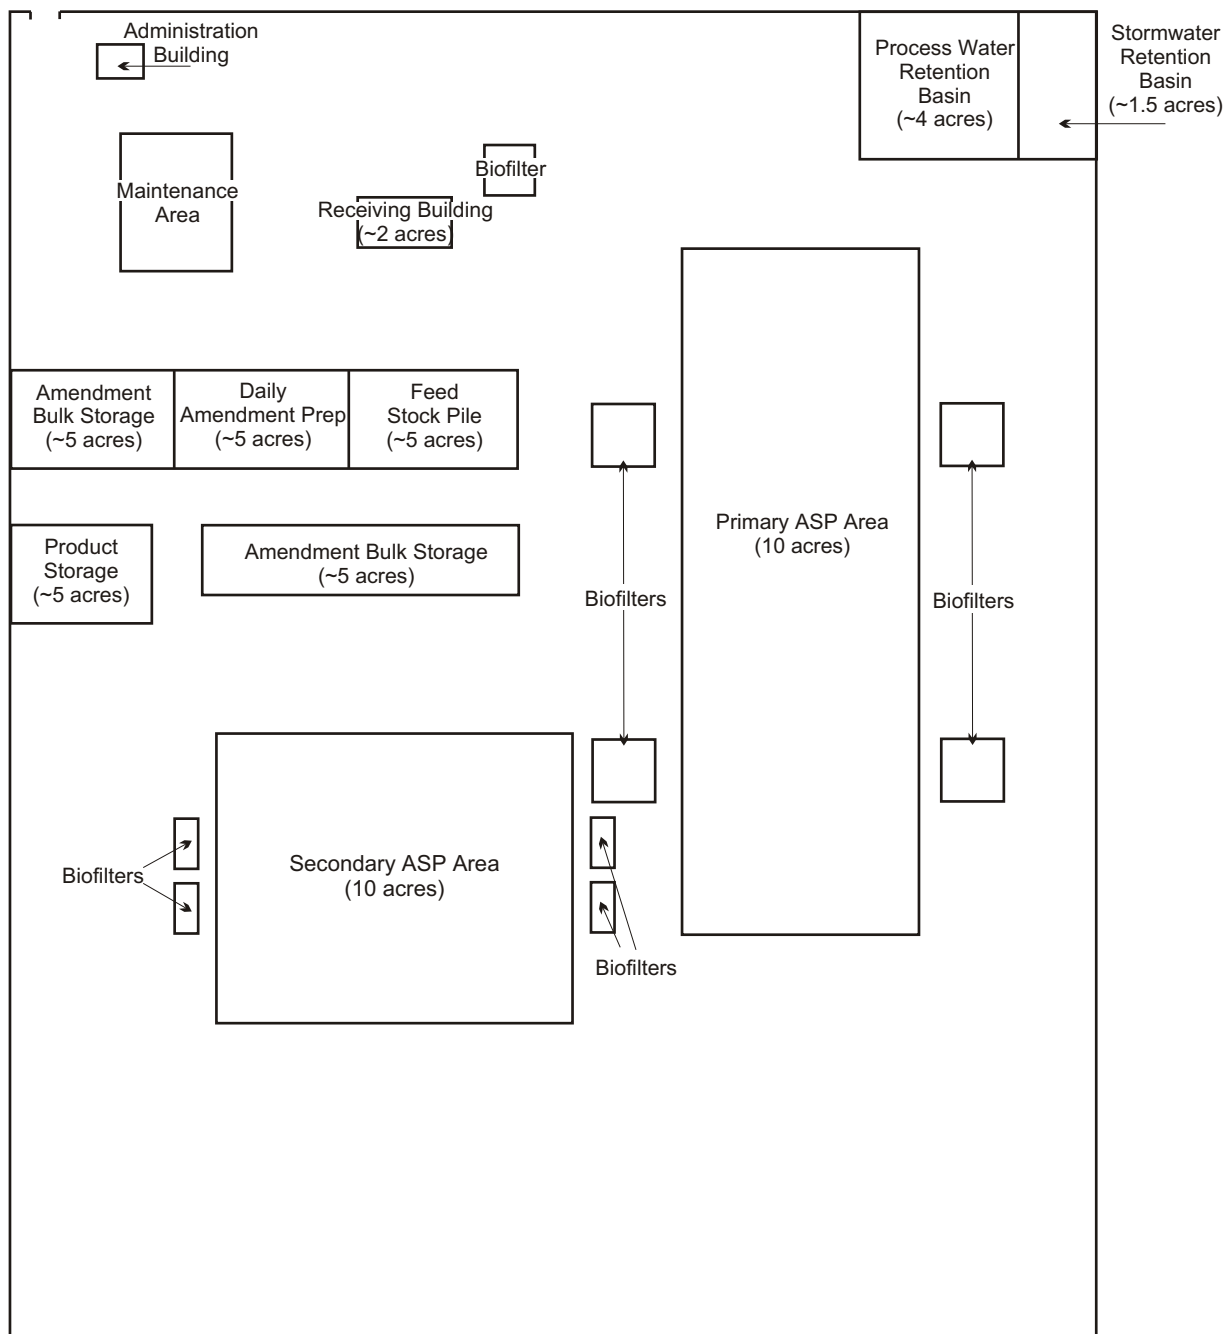 Administration
Building
Process Water
Retention
Basin
(~4 acres)
Stormwater
Retention
Basin
(~1.5 acres)
Maintenance
Area
Biofilter
Receiving Building
(~2 acres)
Amendment
Bulk Storage
(~5 acres)
Daily
Amendment Prep
(~5 acres)
Feed
Stock Pile
(~5 acres)
Product
Storage
(~5 acres)
Amendment Bulk Storage
(~5 acres)
Biofilters
Primary ASP Area
(10 acres)
Biofilters
Biofilters
Secondary ASP Area
(10 acres)
Biofilters